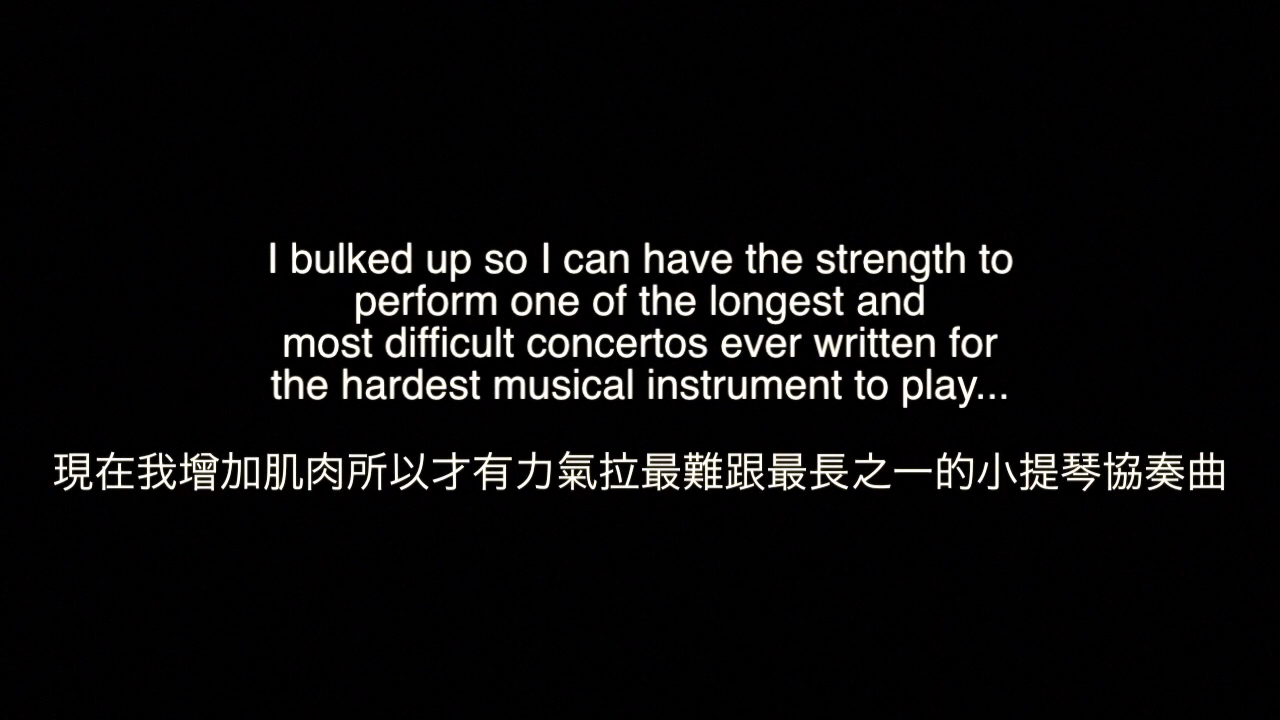 I bulked up so I can have the strength to
perform one of the longest and
most difficult concertos ever written for
the hardest musical instrument to play...
現在我增加肌肉所以才有力氣拉最難跟最長之一的小提琴協奏曲